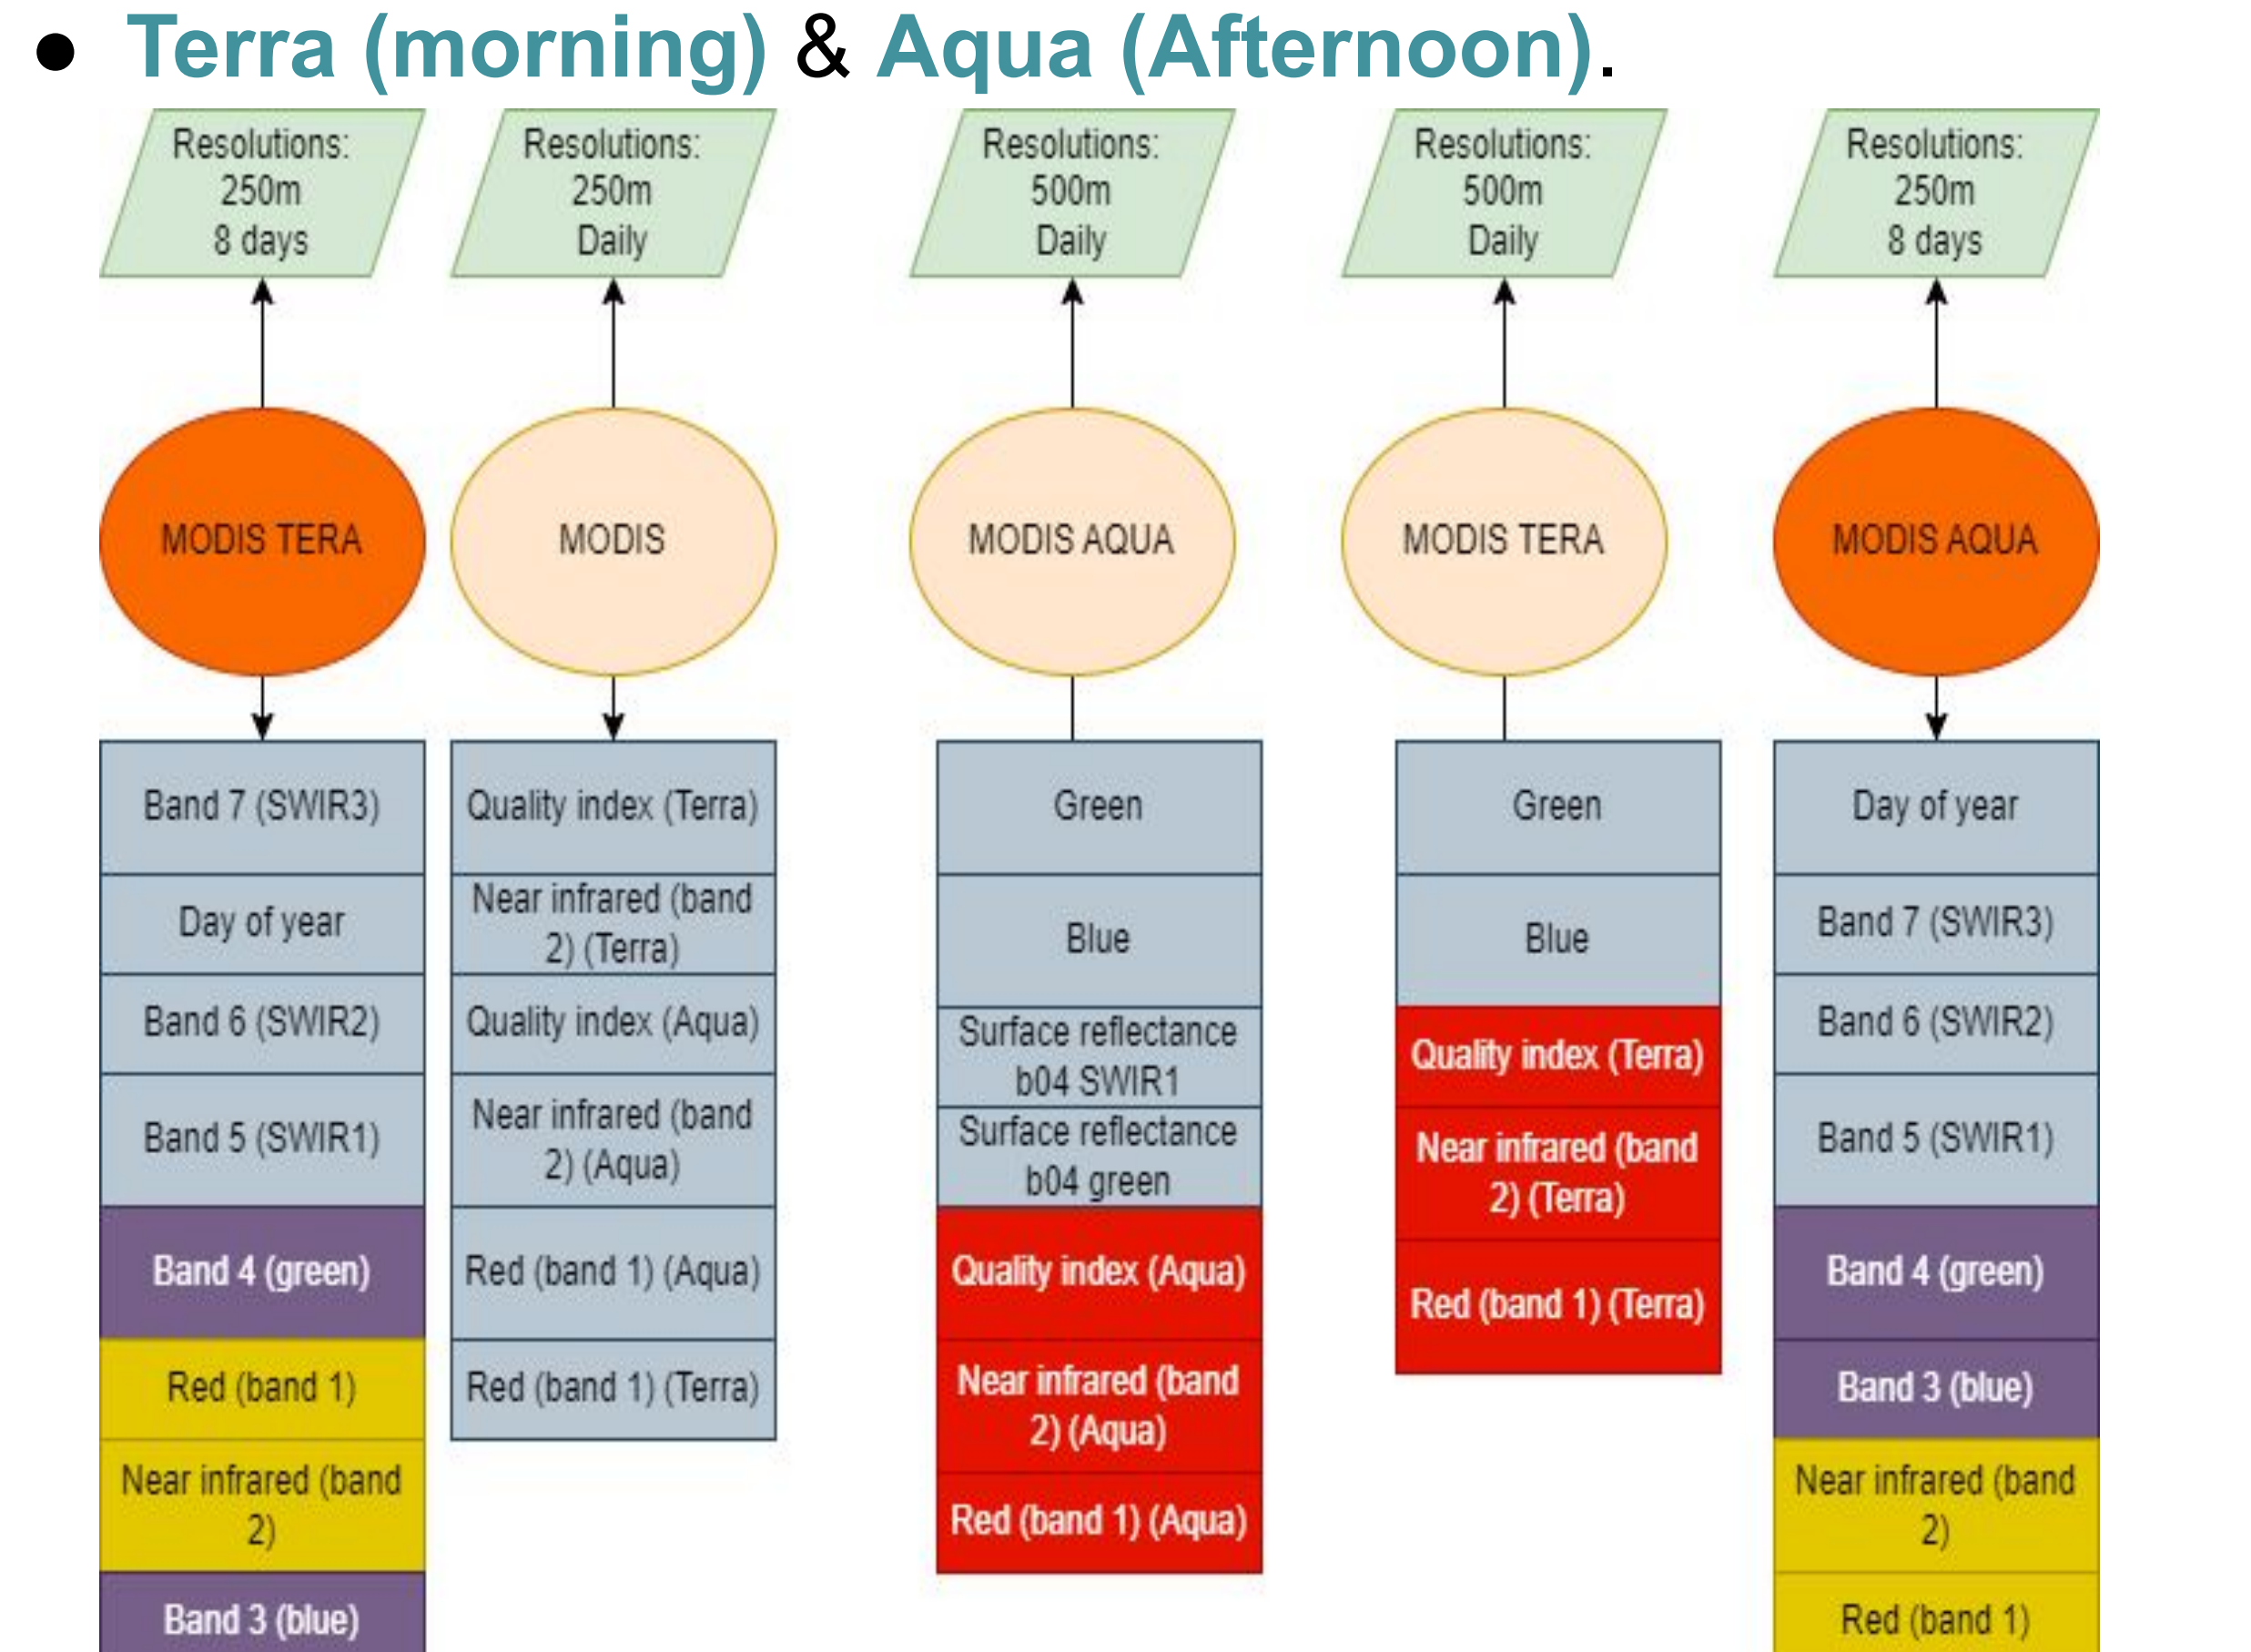 ● Terra (morning) & Aqua (Afternoon).
Resolutions:
250m
8 days
Resolutions:
250m
Daily
Resolutions:
500m
Daily
Resolutions:
500m
Daily
Resolutions:
250m
8 days
MODIS TERA
MODIS
MODIS AQUA
MODIS TERA
MODIS AQUA
Band 7 (SWIR3)
Day of year
Band 6 (SWIR2)
Band 5 (SWIR1)
Band 4 (green)
Red (band 1)
Near infrared (band
2)
Band 3 (blue)
Quality index (Terra)
Near infrared (band
2) (Terra)
Quality index (Aqua)
Near infrared (band
2) (Aqua)
Red (band 1) (Aqua)
Red (band 1) (Terra)
Green
Blue
Surface reflectance
b04 SWIR1
Surface reflectance
b04 green
Quality index (Aqua)
Near infrared (band
2) (Aqua)
Red (band 1) (Aqua)
Green
Blue
Quality index (Terra)
Near infrared (band
2) (Terra)
Red (band 1) (Terra)
Day of year
Band 7 (SWIR3)
Band 6 (SWIR2)
Band 5 (SWIR1)
Band 4 (green)
Band 3 (blue)
Near infrared (band
2)
Red (band 1)